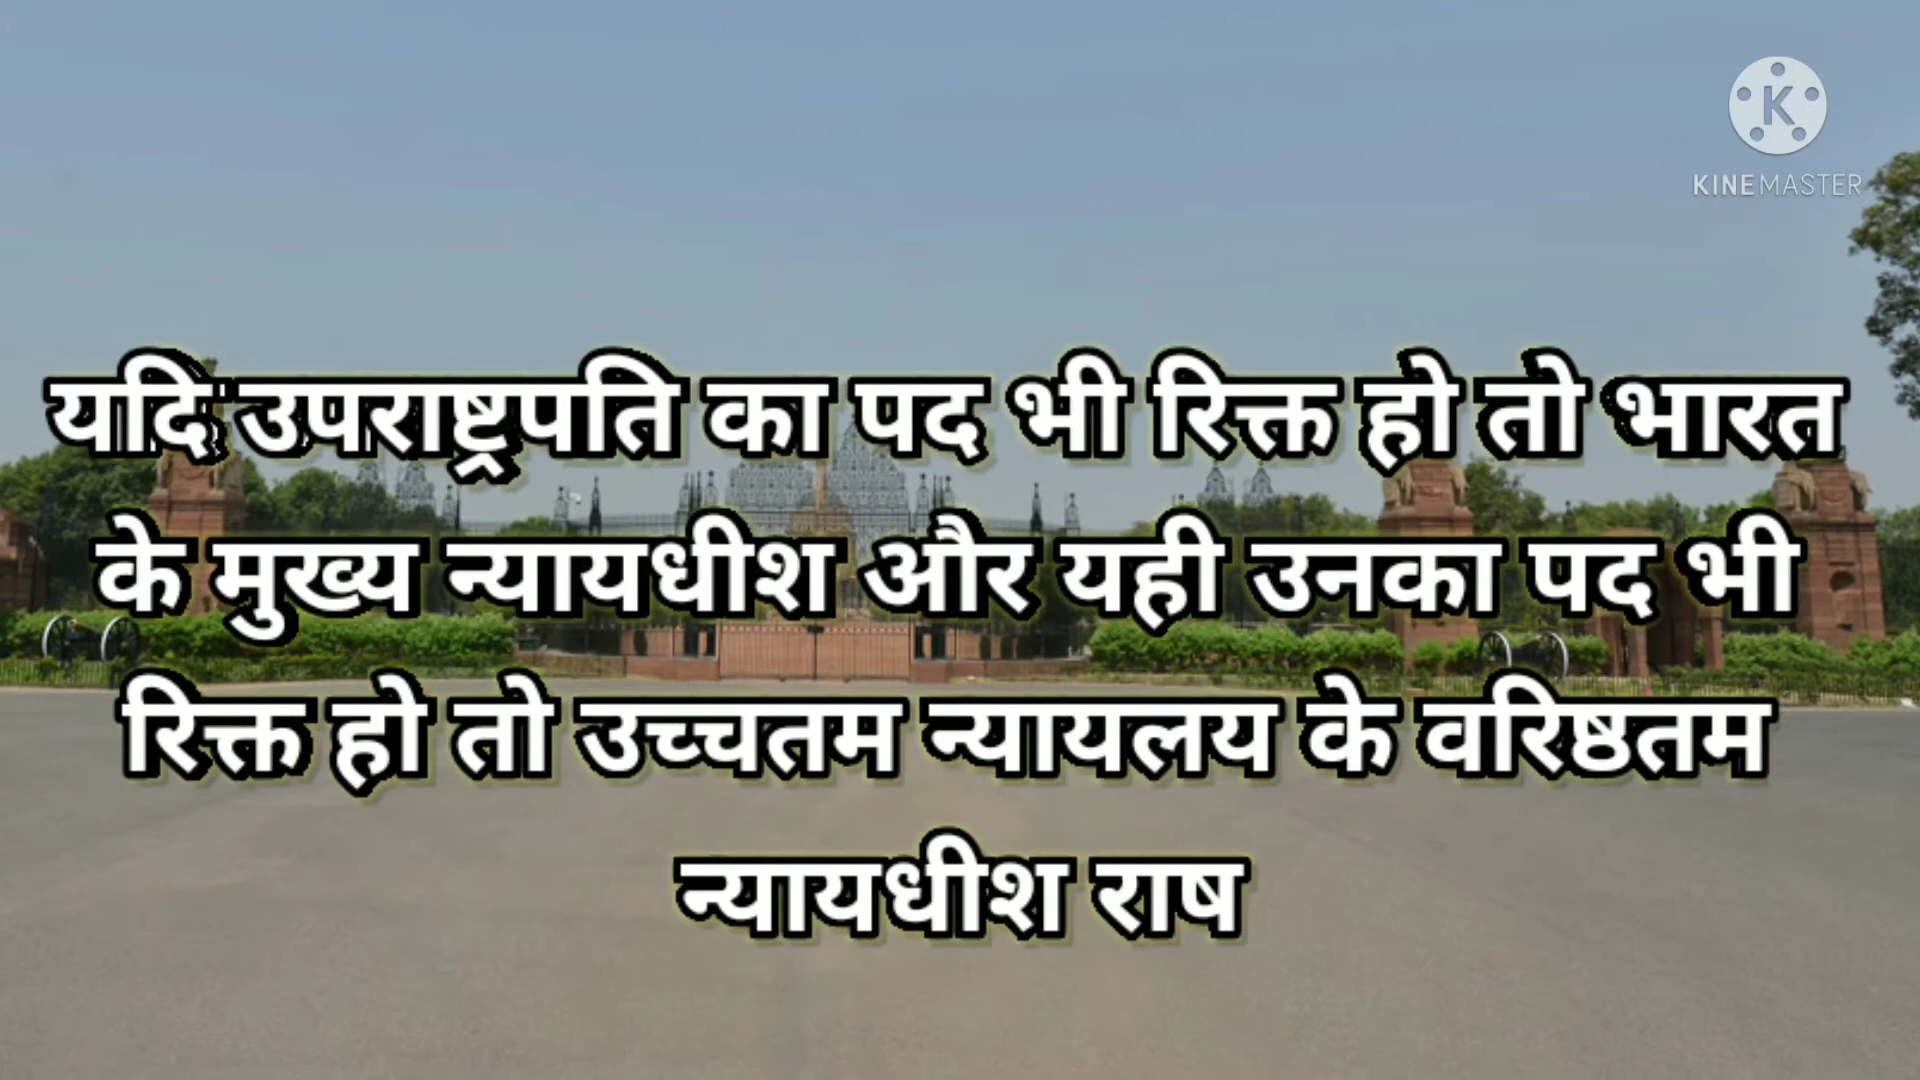 KINEMASTER
यदि उपराष्ट्रपति का पद भी रिक्त हो तो भारत
के मुख्य न्यायधीश और यही उनका पद भी
रिक्त हो तो उच्चतम न्यायलय के वरिष्ठतम
न्यायधीश राष